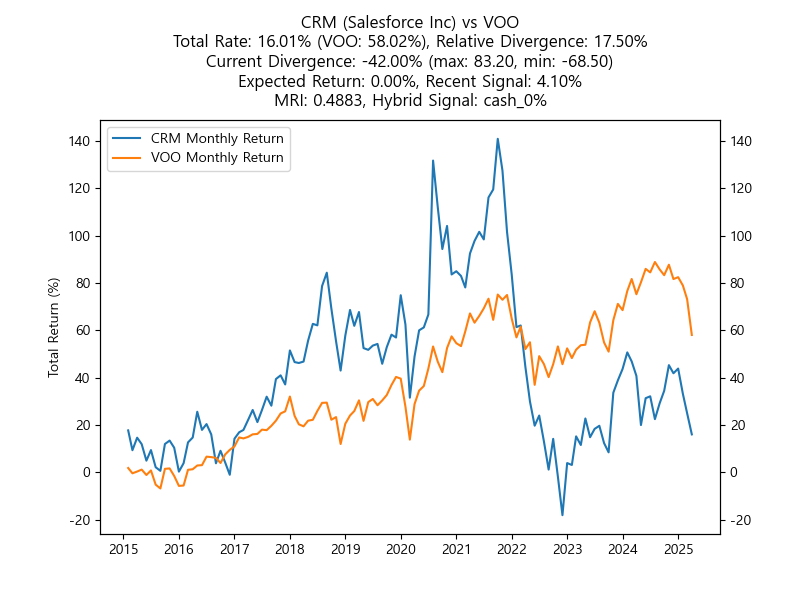 CRM (Salesforce Inc) vs VOO
Total Rate: 16.01% (VOO: 58.02%), Relative Divergence: 17.50%
Current Divergence: -42.00% (max: 83.20, min: -68.50)
Expected Return: 0.00%, Recent Signal: 4.10%
MRI: 0.4883, Hybrid Signal: cash_0%
CRM Monthly Return
VOO Monthly Return
Total Return (%)
140 140
120 120
100 100
80 80
60 60
40 40
20 20
0 0
-20 -20
2015 2016 2017 2018 2019 2020 2021 2022 2023 2024 2025